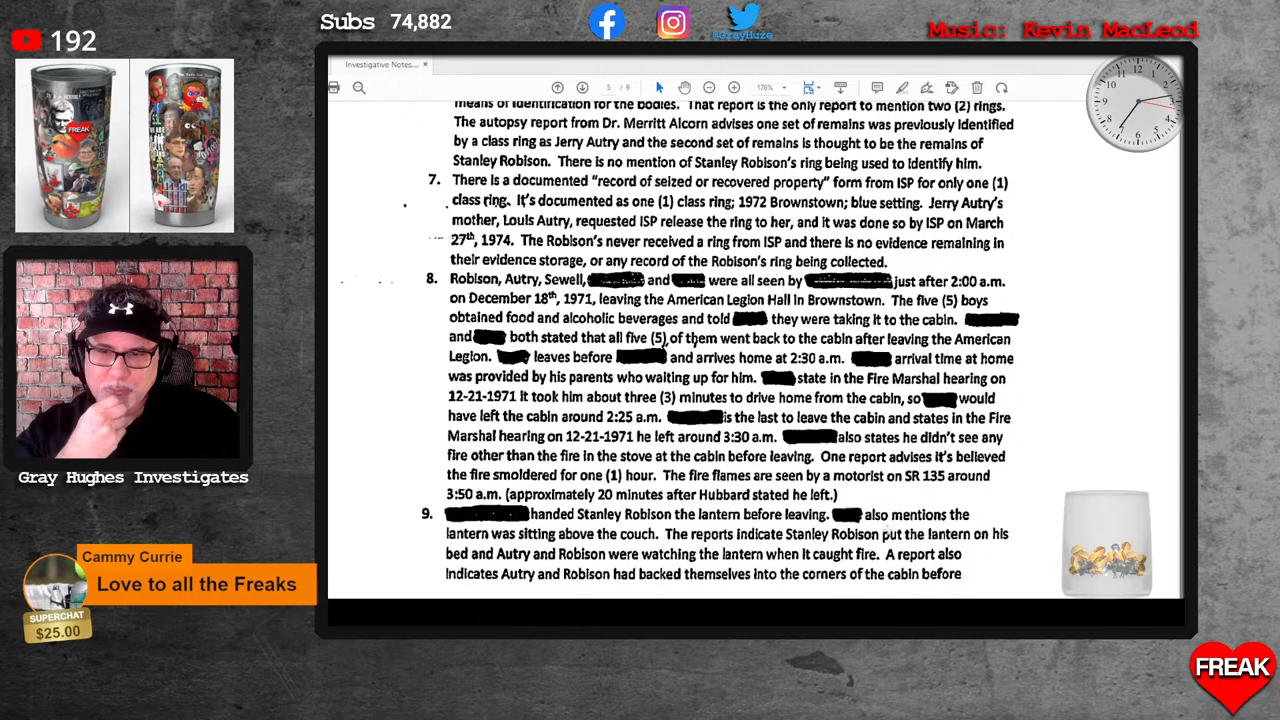 Subs 74,882
@GrayHuze
Music: Kevin MacLeod
192
FREAK
Investigative Notes...
5 / 9
176%
means of identification for the bodies. That report is the only report to mention two (2) rings.
The autopsy report from Dr. Merritt Alcorn advises one set of remains was previously identified
by a class ring as Jerry Autry and the second set of remains is thought to be the remains of
Stanley Robison. There is no mention of Stanley Robison's ring being used to identify him.
7. There is a documented "record of seized or recovered property" form from ISP for only one (1)
class ring. It's documented as one (1) class ring; 1972 Brownstown; blue setting. Jerry Autry's
mother, Louis Autry, requested ISP release the ring to her, and it was done so by ISP on March
27th, 1974. The Robison's never received a ring from ISP and there is no evidence remaining in
their evidence storage, or any record of the Robison's ring being collected.
8. Robison, Autry, Sewell, and were all seen by just after 2:00 a.m.
on December 18th, 1971, leaving the American Legion Hall in Brownstown. The five (5) boys
obtained food and alcoholic beverages and told they were taking it to the cabin.
and both stated that all five (5) of them went back to the cabin after leaving the American
Legion. leaves before and arrives home at 2:30 a.m. arrival time at home
was provided by his parents who waiting up for him. state in the Fire Marshal hearing on
12-21-1971 it took him about three (3) minutes to drive home from the cabin, so would
have left the cabin around 2:25 a.m. is the last to leave the cabin and states in the Fire
Marshal hearing on 12-21-1971 he left around 3:30 a.m. also states he didn't see any
fire other than the fire in the stove at the cabin before leaving. One report advises it's believed
the fire smoldered for one (1) hour. The fire flames are seen by a motorist on SR 135 around
3:50 a.m. (approximately 20 minutes after Hubbard stated he left.)
9. handed Stanley Robison the lantern before leaving. also mentions the
lantern was sitting above the couch. The reports indicate Stanley Robison put the lantern on his
bed and Autry and Robison were watching the lantern when it caught fire. A report also
indicates Autry and Robison had backed themselves into the corners of the cabin before
Gray Hughes Investigates
Cammy Currie
Love to all the Freaks
SUPERCHAT
$25.00
FREAK